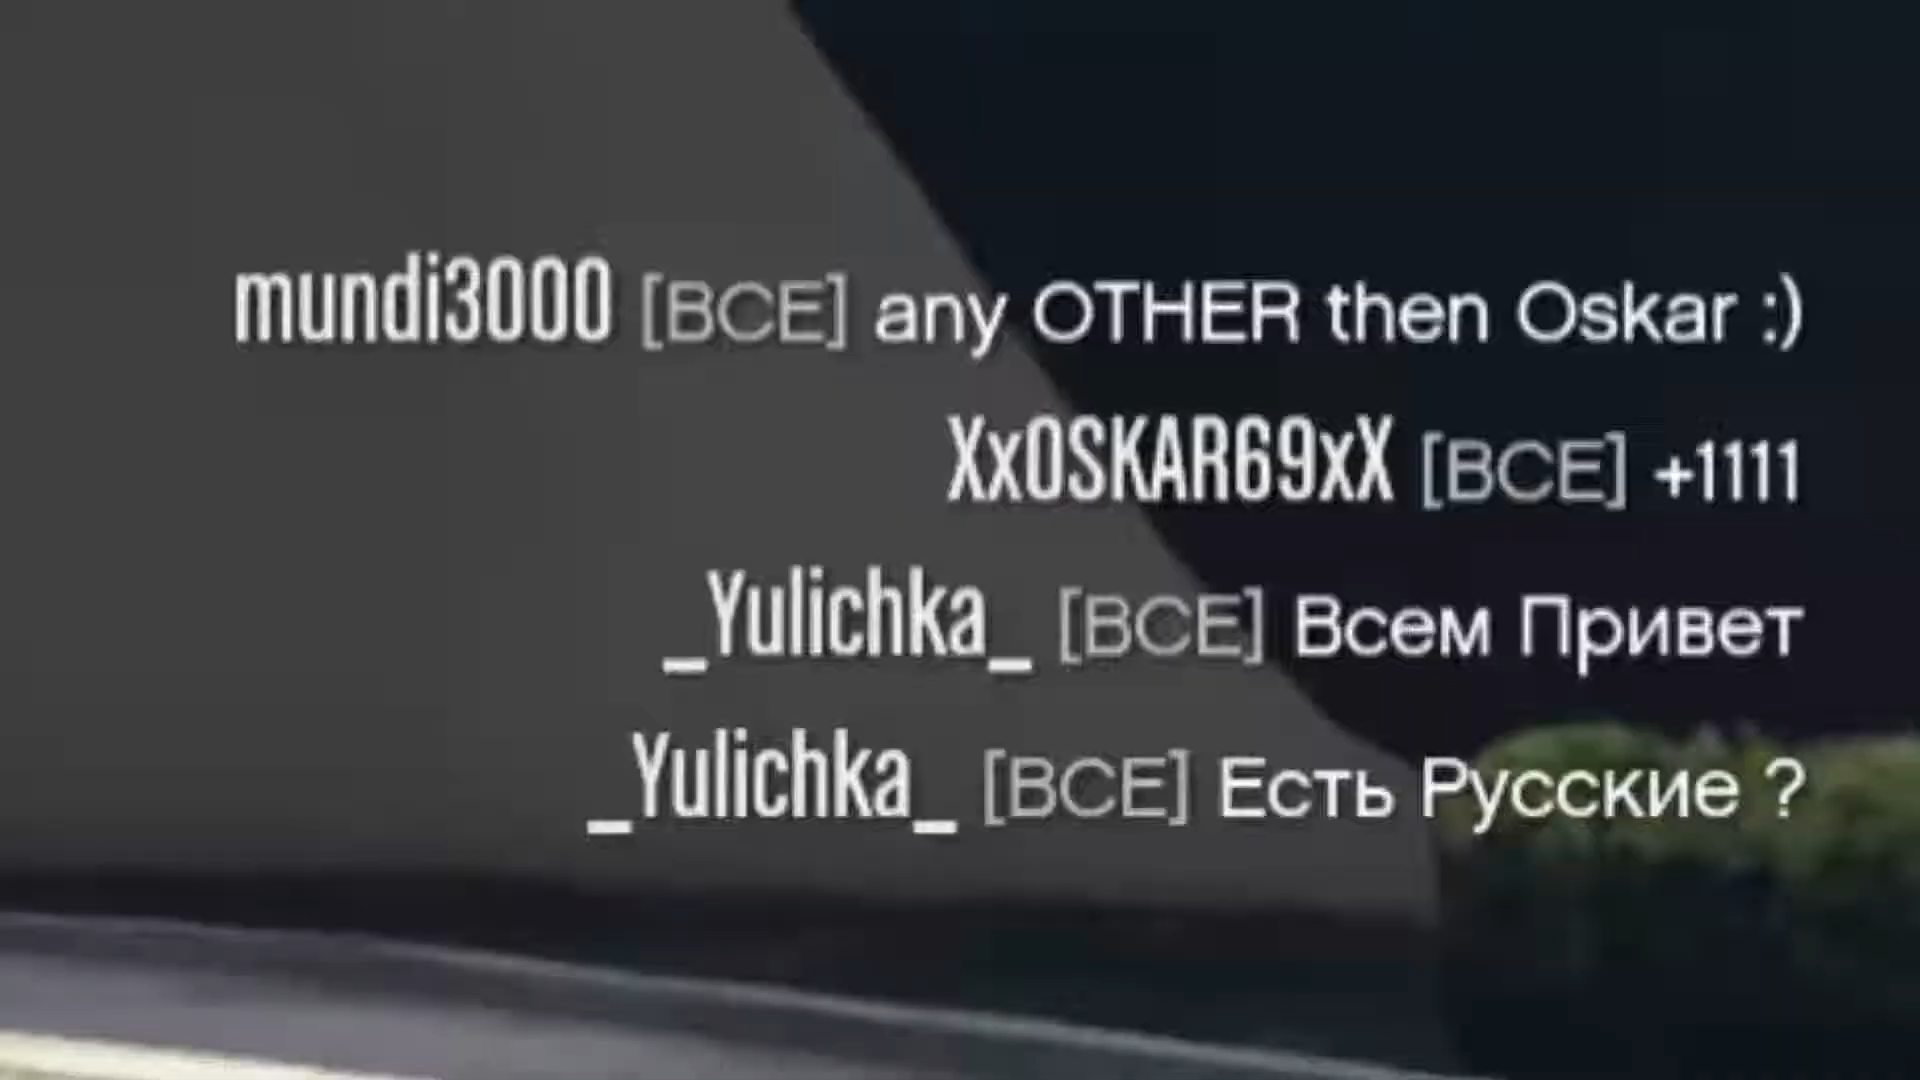 mundi3000 [ВСЕ] any OTHER then Oskar :)
XxOSKAR69xX [ВСЕ] +1111
_Yulichka_ [ВСЕ] Всем Привет
_Yulichka_ [ВСЕ] Есть Русские ?